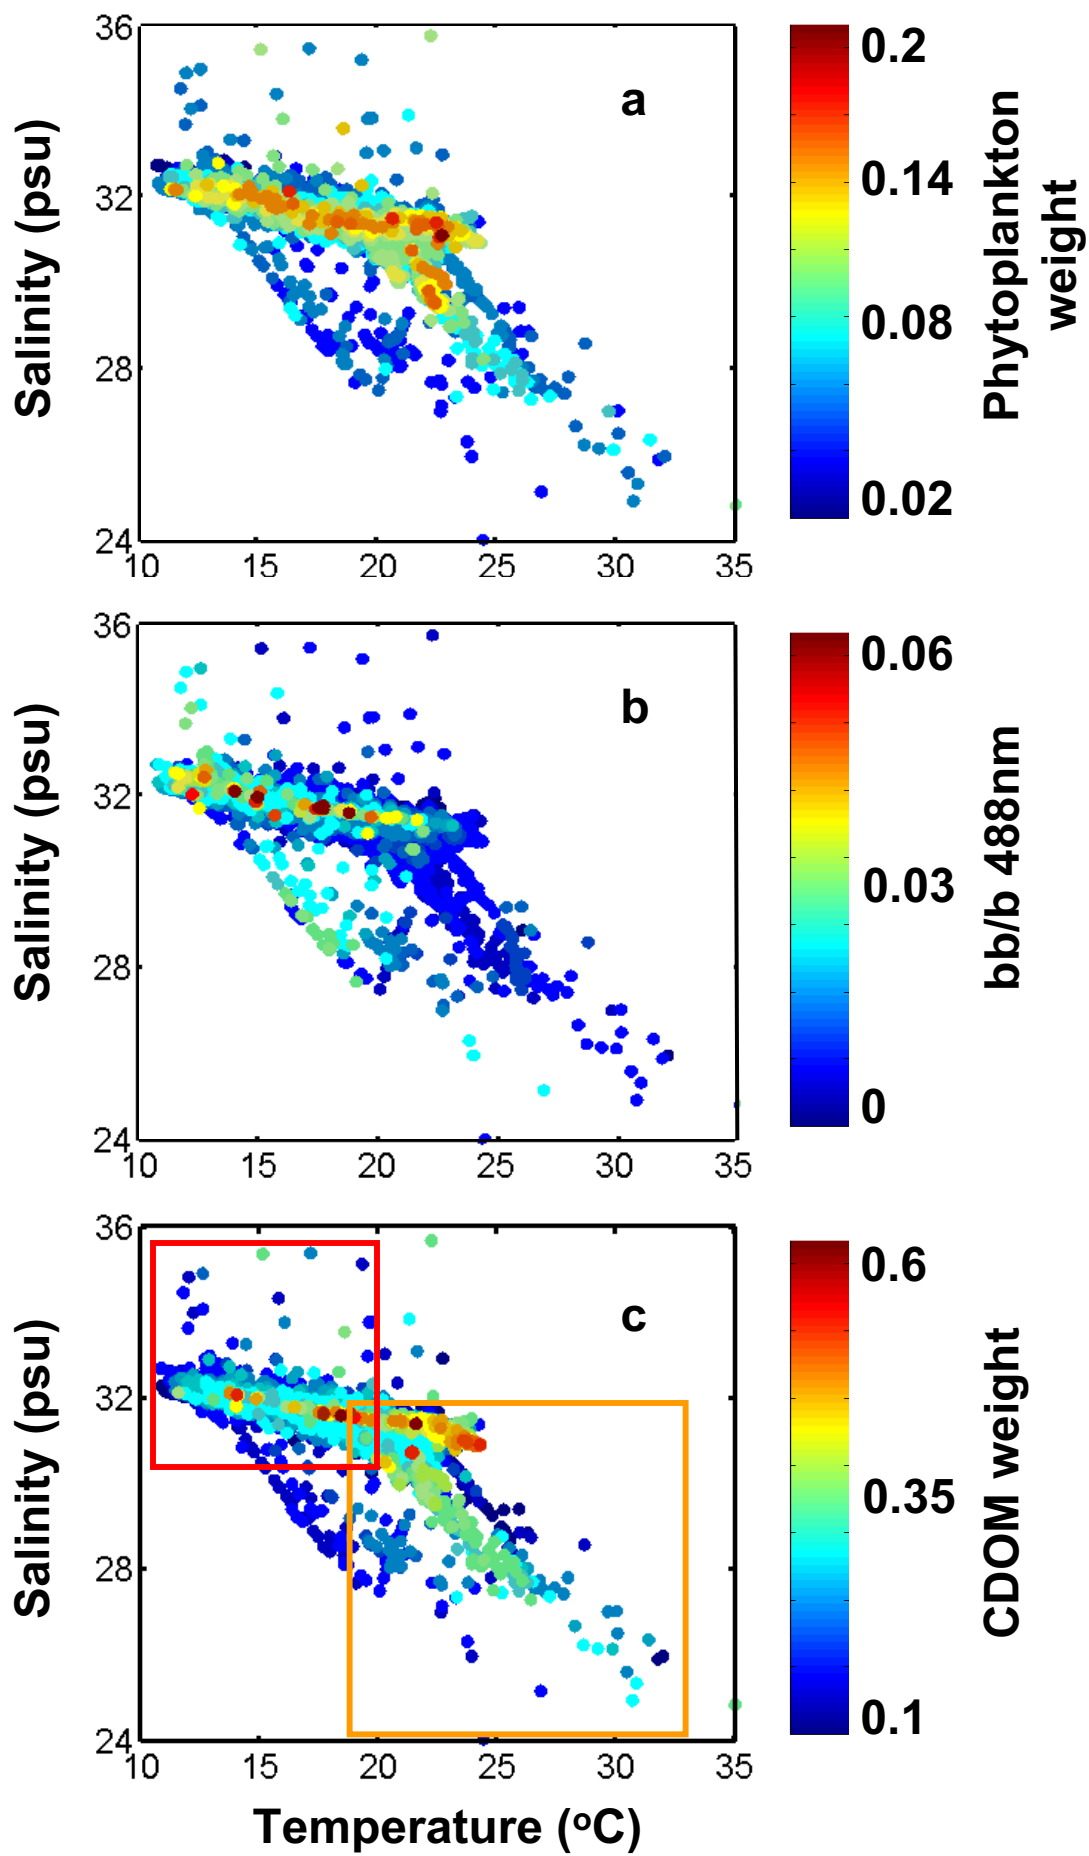 36
32
28
24
10 15 20 25 30 35
Salinity (psu)
a
0.2
0.14
0.08
0.02
Phytoplankton
weight
36
32
28
24
10 15 20 25 30 35
Salinity (psu)
b
0.06
0.03
0
bb/b 488nm
36
32
28
24
10 15 20 25 30 35
Salinity (psu)
c
0.6
0.35
0.1
CDOM weight
Temperature (°C)